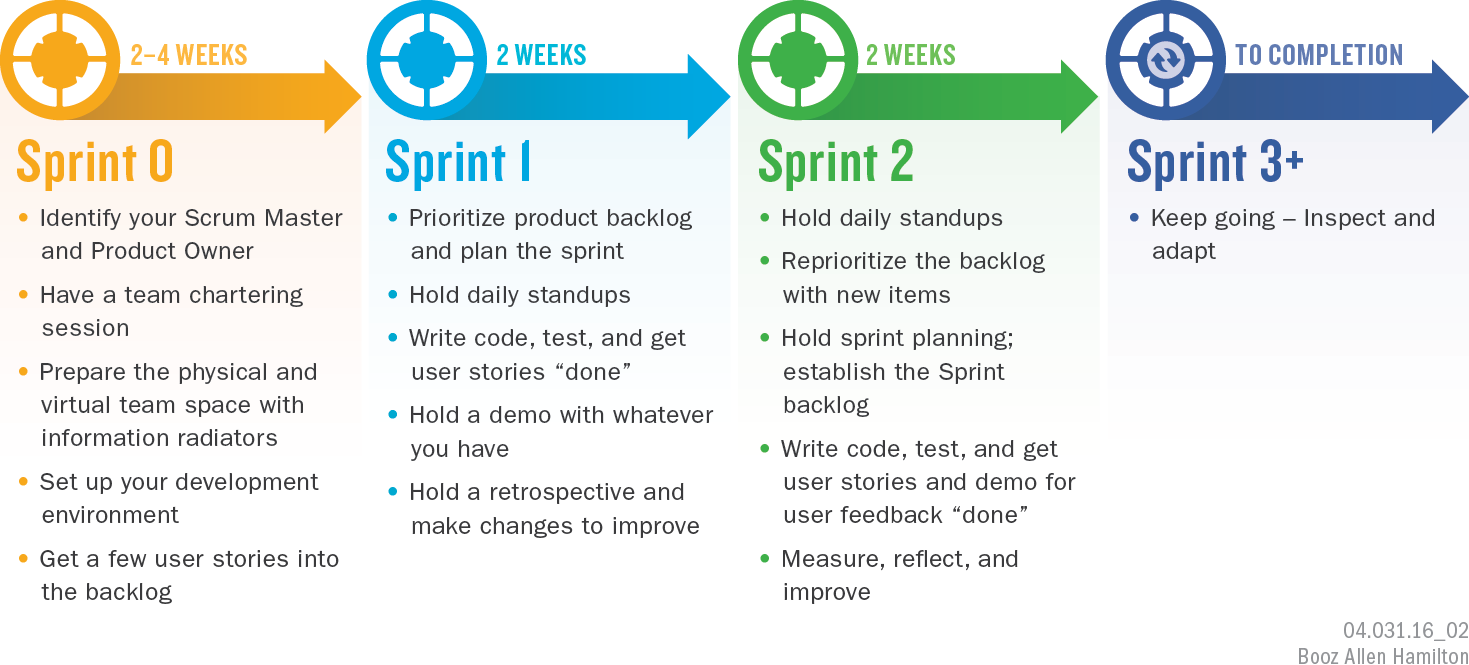 2–4 WEEKS
Sprint 0
• Identify your Scrum Master
and Product Owner
• Have a team chartering
session
• Prepare the physical and
virtual team space with
information radiators
• Set up your development
environment
• Get a few user stories into
the backlog
2 WEEKS
Sprint 1
• Prioritize product backlog
and plan the sprint
• Hold daily standups
• Write code, test, and get
user stories “done”
• Hold a demo with whatever
you have
• Hold a retrospective and
make changes to improve
2 WEEKS
Sprint 2
• Hold daily standups
• Reprioritize the backlog
with new items
• Hold sprint planning;
establish the Sprint
backlog
• Write code, test, and get
user stories and demo for
user feedback “done”
• Measure, reflect, and
improve
TO COMPLETION
Sprint 3+
• Keep going – Inspect and
adapt
04.031.16_02
Booz Allen Hamilton